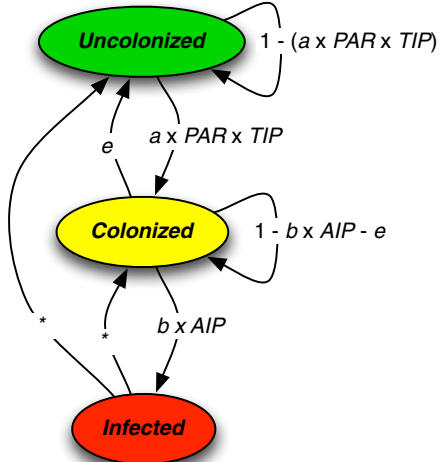 Uncolonized
1 - (a x PAR x TIP)
e
a x PAR x TIP
Colonized
1 - b x AIP - e
*
*
b x AIP
Infected